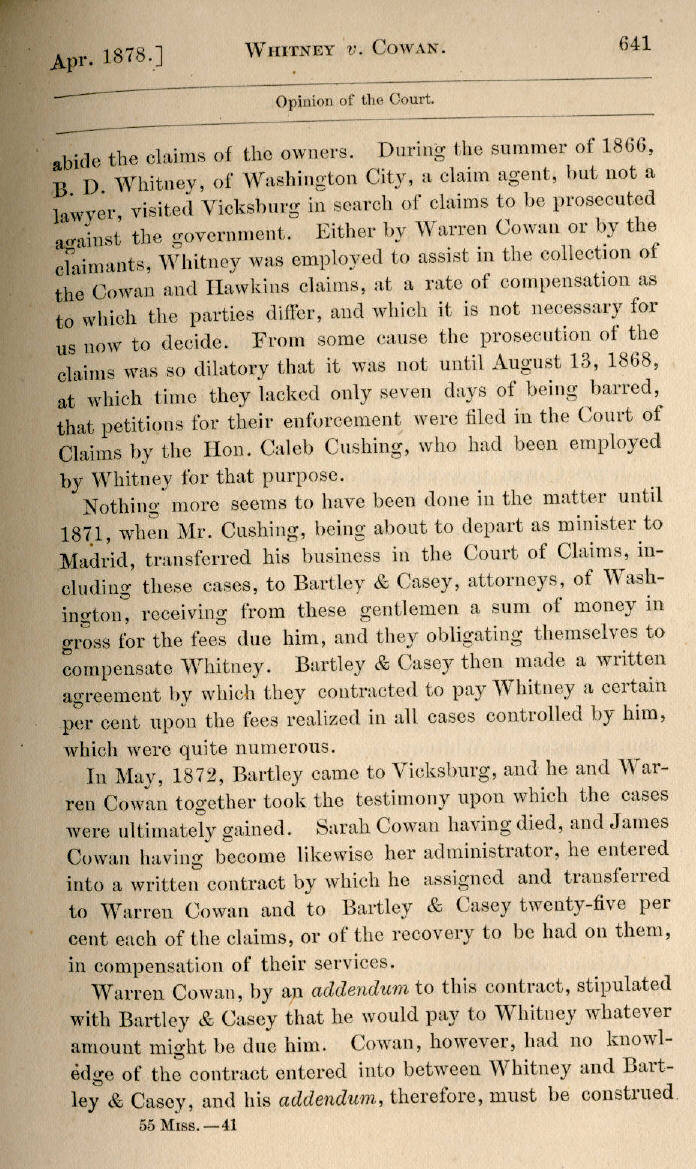 Apr. 1878.] WHITNEY v. COWAN. 641
Opinion of the Court.
abide the claims of the owners. During the summer of 1866,
B. D. Whitney, of Washington City, a claim agent, but not a
lawyer, visited Vicksburg in search of claims to be prosecuted
against the government. Either by Warren Cowan or by the
claimants, Whitney was employed to assist in the collection of
the Cowan and Hawkins claims, at a rate of compensation as
to which the parties differ, and which it is not necessary for
us now to decide. From some cause the prosecution of the
claims was so dilatory that it was not until August 13, 1868,
at which time they lacked only seven days of being barred,
that petitions for their enforcement were filed in the Court of
Claims by the Hon. Caleb Cushing, who had been employed
by Whitney for that purpose.
Nothing more seems to have been done in the matter until
1871, when Mr. Cushing, being about to depart as minister to
Madrid, transferred his business in the Court of Claims, in-
cluding these cases, to Bartley & Casey, attorneys, of Wash-
ington, receiving from these gentlemen a sum of money in
gross for the fees due him, and they obligating themselves to
compensate Whitney. Bartley & Casey then made a written
agreement by which they contracted to pay Whitney a certain
per cent upon the fees realized in all cases controlled by him,
which were quite numerous.
In May, 1872, Bartley came to Vicksburg, and he and War-
ren Cowan together took the testimony upon which the cases
were ultimately gained. Sarah Cowan having died, and James
Cowan having become likewise her administrator, he entered
into a written contract by which he assigned and transferred
to Warren Cowan and to Bartley & Casey twenty-five per
cent each of the claims, or of the recovery to be had on them,
in compensation of their services.
Warren Cowan, by an addendum to this contract, stipulated
with Bartley & Casey that he would pay to Whitney whatever
amount might be due him. Cowan, however, had no knowl-
edge of the contract entered into between Whitney and Bart-
ley & Casey, and his addendum, therefore, must be construed
55 MISS.—41